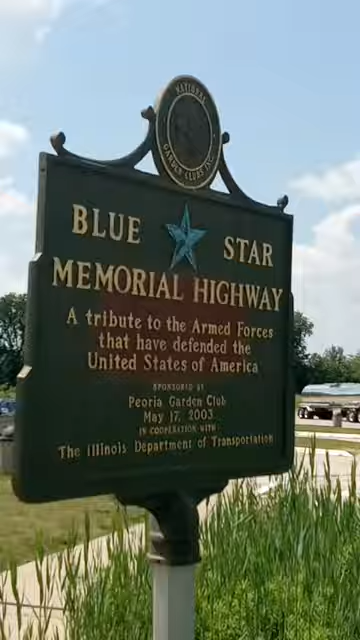 NATIONAL
GARDEN CLUBS INC.
BLUE STAR
MEMORIAL HIGHWAY
A tribute to the Armed Forces
that have defended the
United States of America
SPONSORED BY
Peoria Garden Club
May 17, 2003
IN COOPERATION WITH
The Illinois Department of Transportation